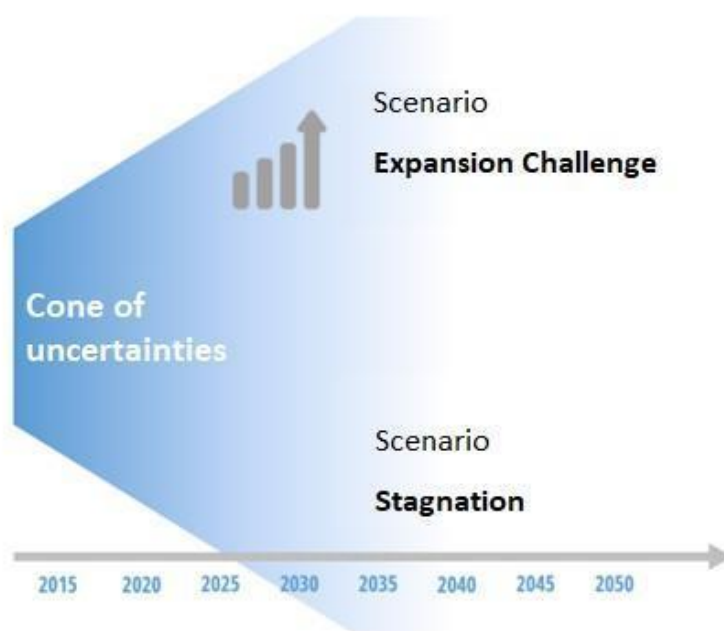 Scenario
Expansion Challenge
Cone of
uncertainties
Scenario
Stagnation
2015 2020 2025 2030 2035 2040 2045 2050